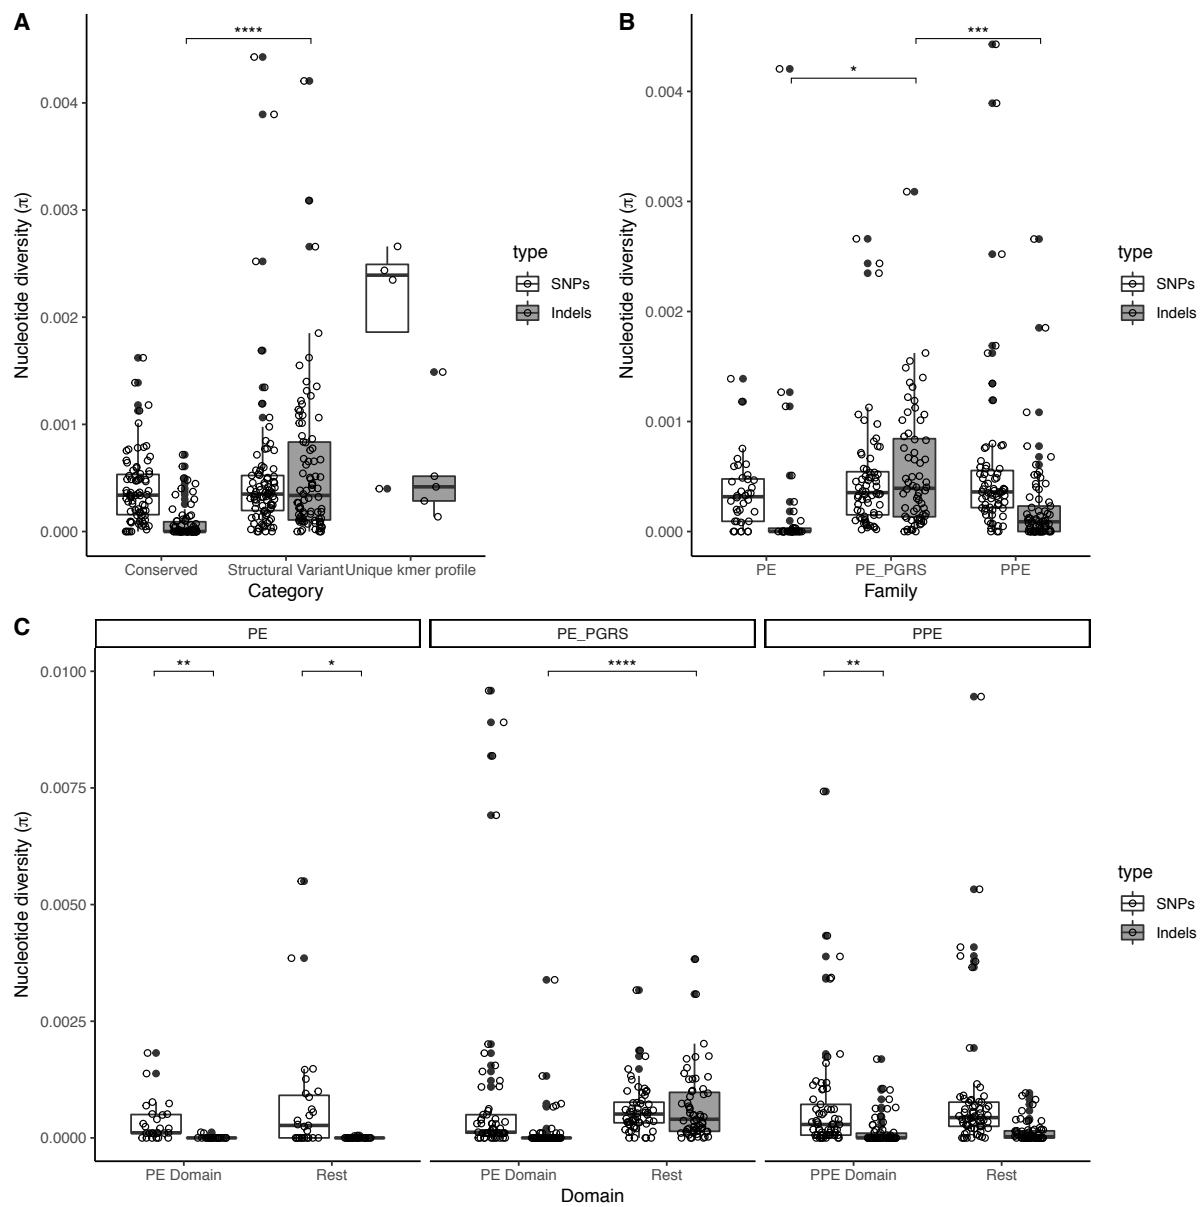 A
****
Nucleotide diversity (π)
0.004
0.003
0.002
0.001
0.000
Conserved
Structural Variant
Unique kmer profile
Category
type
SNPs
Indels
B
***
*
Nucleotide diversity (π)
0.004
0.003
0.002
0.001
0.000
PE
PE_PGRS
PPE
Family
type
SNPs
Indels
C
PE
PE_PGRS
PPE
**
*
****
**
Nucleotide diversity (π)
0.0100
0.0075
0.0050
0.0025
0.0000
PE Domain
Rest
PE Domain
Rest
PPE Domain
Rest
Domain
type
SNPs
Indels